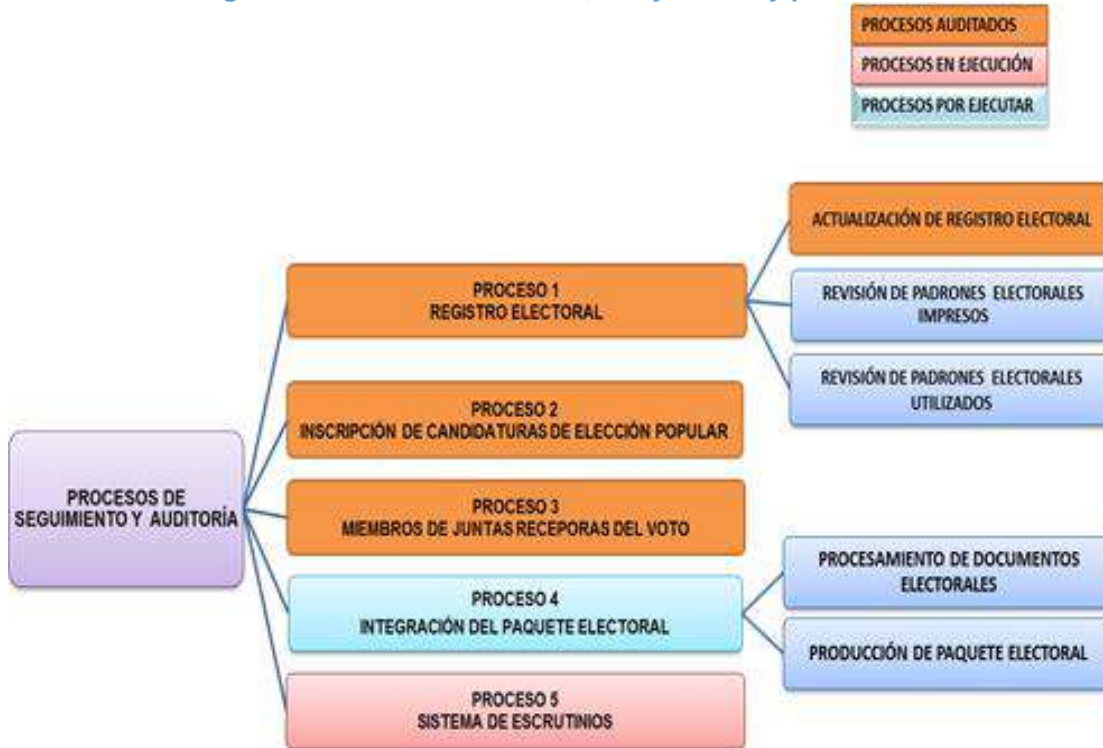 PROCESOS AUDITADOS
PROCESOS EN EJECUCIÓN
PROCESOS POR EJECUTAR
ACTUALIZACIÓN DE REGISTRO ELECTORAL
PROCESO 1
REGISTRO ELECTORAL
REVISIÓN DE PADRONES ELECTORALES
IMPRESOS
REVISIÓN DE PADRONES ELECTORALES
UTILIZADOS
PROCESO 2
INSCRIPCIÓN DE CANDIDATURAS DE ELECCIÓN POPULAR
PROCESOS DE
SEGUIMIENTO Y AUDITORÍA
PROCESO 3
MIEMBROS DE JUNTAS RECEPORAS DEL VOTO
PROCESO 4
INTEGRACIÓN DEL PAQUETE ELECTORAL
PROCESAMIENTO DE DOCUMENTOS
ELECTORALES
PRODUCCIÓN DE PAQUETE ELECTORAL
PROCESO 5
SISTEMA DE ESCRUTINIOS